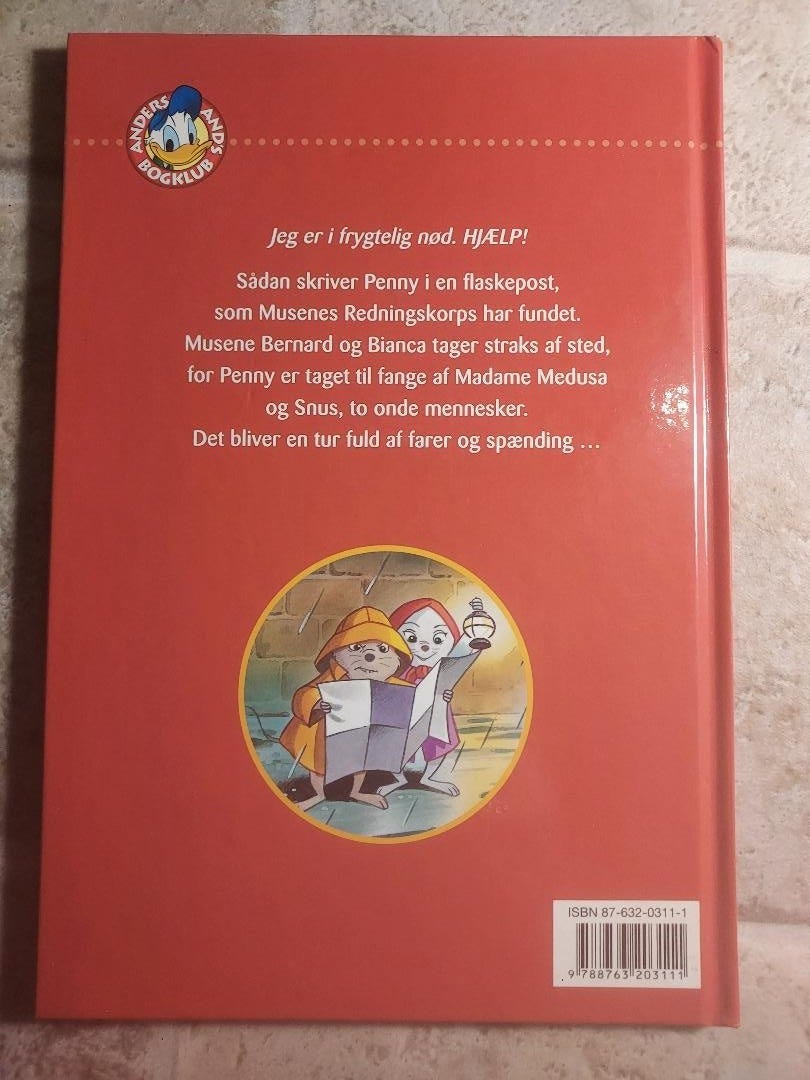 ANDERS ANDS
BOGKLUB
Jeg er i frygtelig nød. HJÆLP!
Sådan skriver Penny i en flaskepost,
som Musenes Redningskorps har fundet.
Musene Bernard og Bianca tager straks af sted,
for Penny er taget til fange af Madame Medusa
og Snus, to onde mennesker.
Det bliver en tur fuld af farer og spænding …
ISBN 87-632-0311-1
9 788763 203111